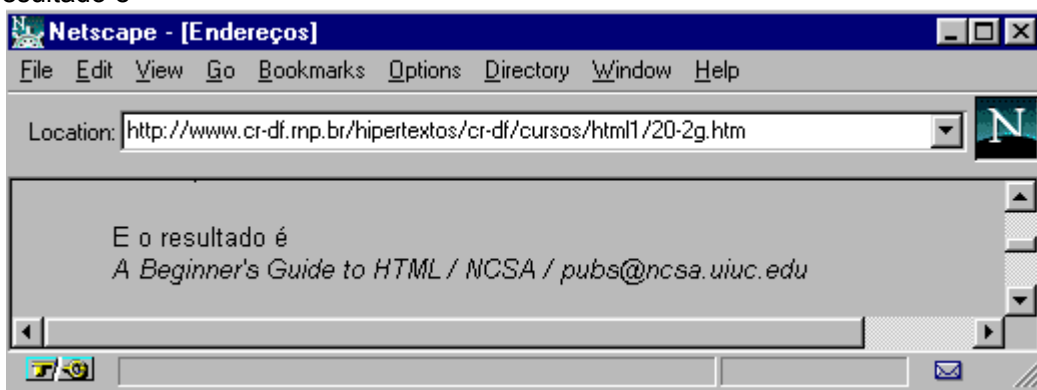 esultado é
Netscape - [Endereços]
File Edit View Go Bookmarks Options Directory Window Help
Location: http://www.cr-df.rnp.br/hipertextos/cr-df/cursos/html1/20-2g.htm
N
E o resultado é
A Beginner's Guide to HTML / NCSA / pubs@ncsa.uiuc.edu